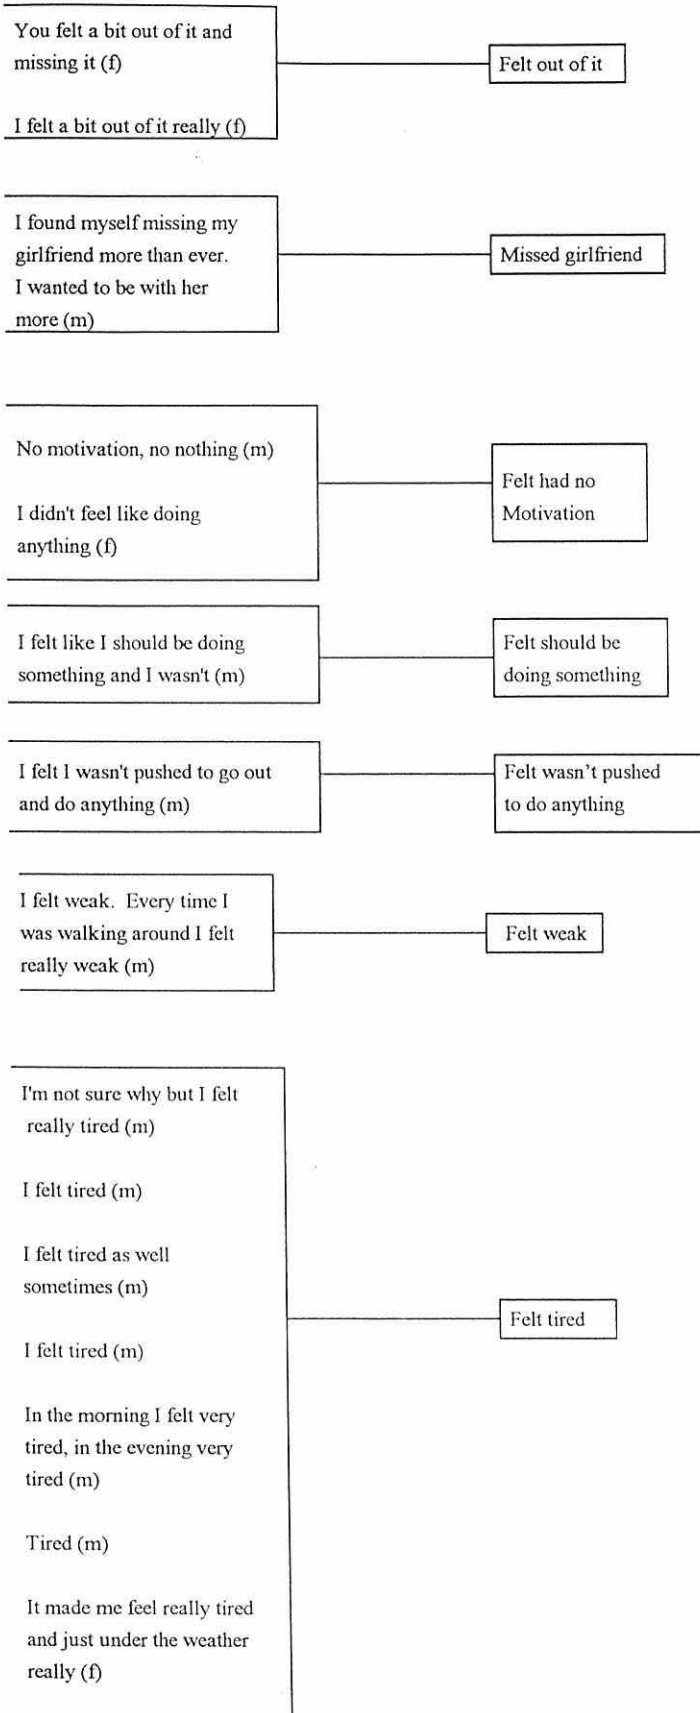 You felt a bit out of it and
missing it (f)
Felt out of it
I felt a bit out of it really (f)
I found myself missing my
girlfriend more than ever.
I wanted to be with her
more (m)
Missed girlfriend
No motivation, no nothing (m)
I didn't feel like doing
anything (f)
Felt had no
Motivation
I felt like I should be doing
something and I wasn't (m)
Felt should be
doing something
I felt I wasn't pushed to go out
and do anything (m)
Felt wasn’t pushed
to do anything
I felt weak.  Every time I
was walking around I felt
really weak (m)
Felt weak
I'm not sure why but I felt
really tired (m)
I felt tired (m)
I felt tired as well
sometimes (m)
I felt tired (m)
In the morning I felt very
tired, in the evening very
tired (m)
Tired (m)
It made me feel really tired
and just under the weather
really (f)
Felt tired